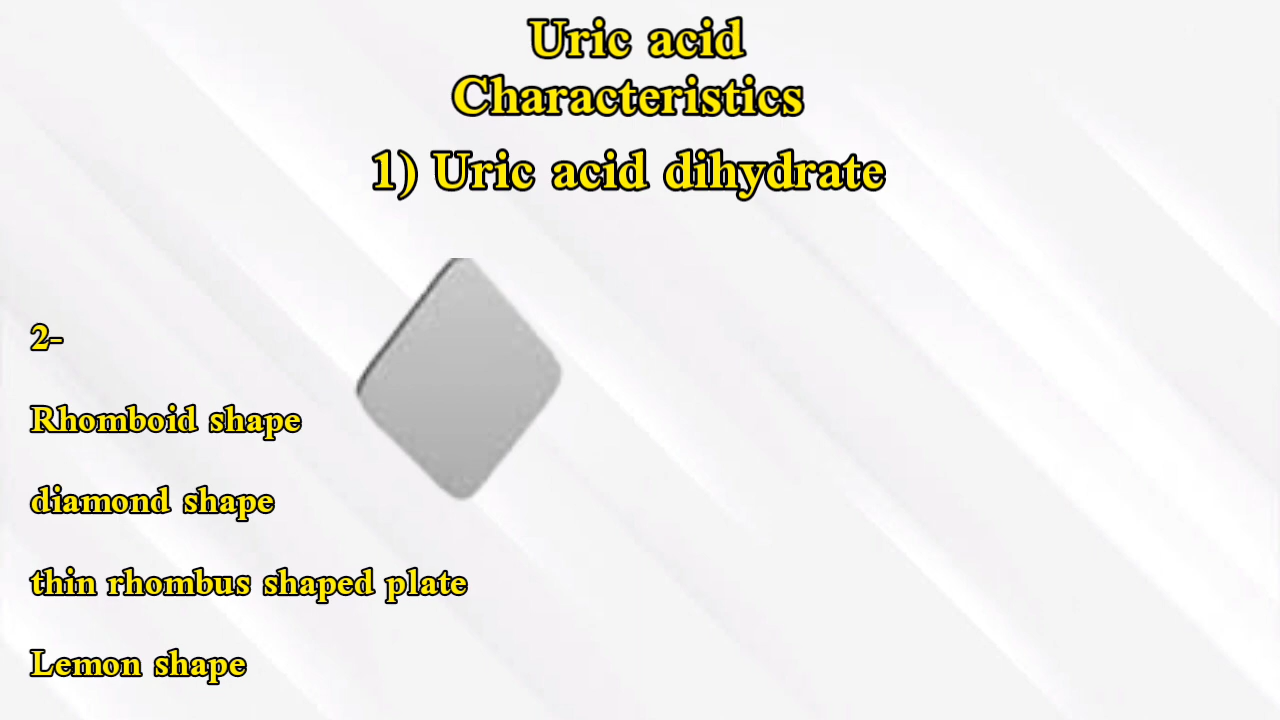 Uric acid
Characteristics
1) Uric acid dihydrate
2-
Rhomboid shape
diamond shape
thin rhombus shaped plate
Lemon shape